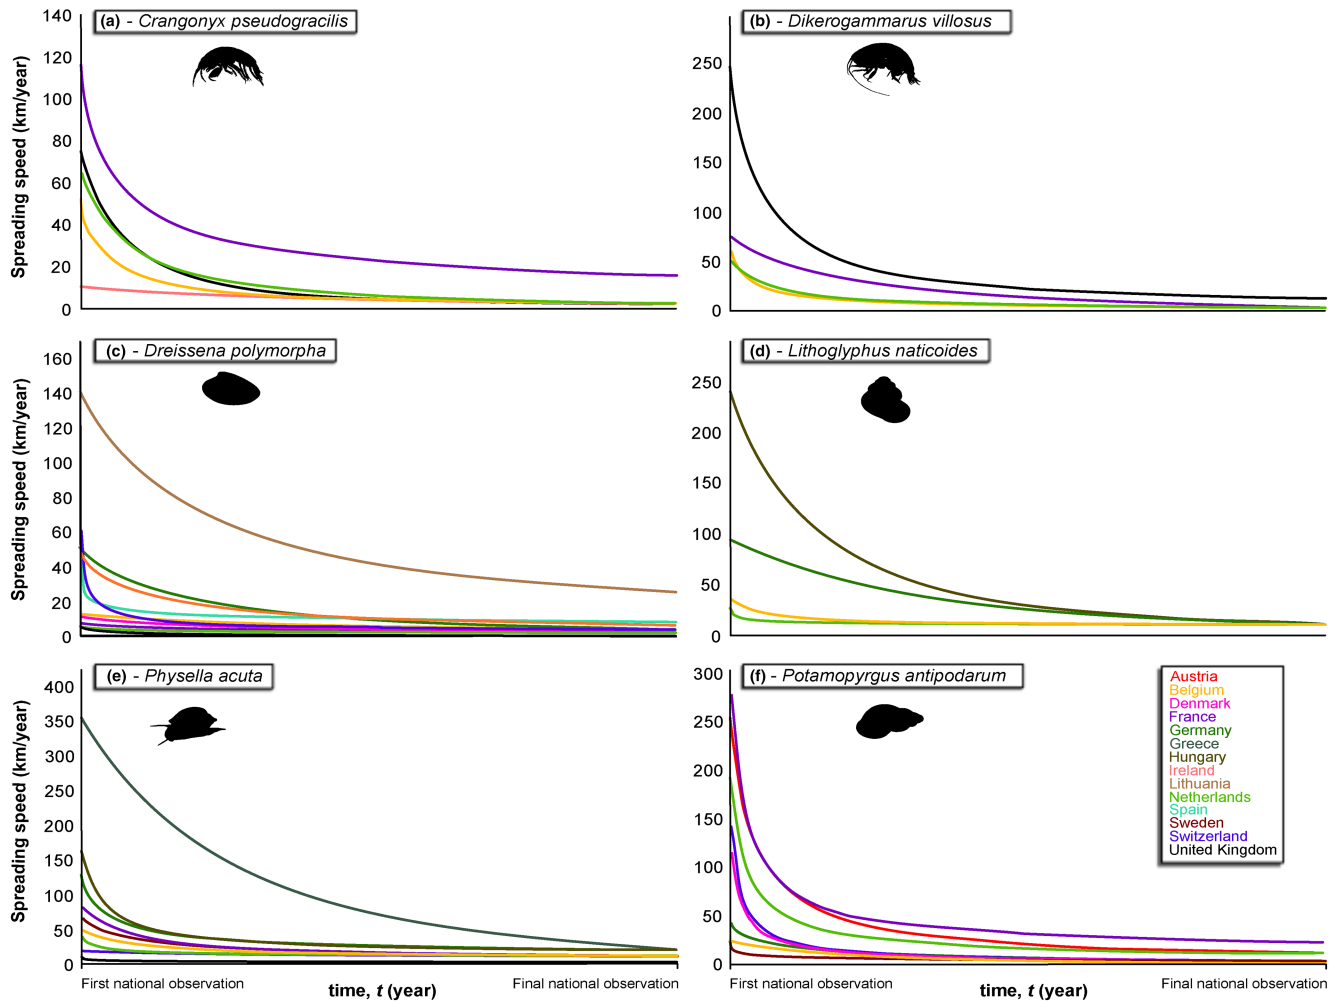 (a) - Crangonyx pseudogracilis
Spreading speed (km/year)
140
120
100
80
60
40
20
0
(b) - Dikerogammarus villosus
250
200
150
100
50
0
(c) - Dreissena polymorpha
Spreading speed (km/year)
160
140
120
100
80
60
40
20
0
(d) - Lithoglyphus naticoides
250
200
150
100
50
0
(e) - Physella acuta
Spreading speed (km/year)
400
350
300
250
200
150
100
50
0
First national observation
time, t (year)
Final national observation
(f) - Potamopyrgus antipodarum
300
250
200
150
100
50
0
First national observation
time, t (year)
Final national observation
Austria
Belgium
Denmark
France
Germany
Greece
Hungary
Ireland
Lithuania
Netherlands
Spain
Sweden
Switzerland
United Kingdom